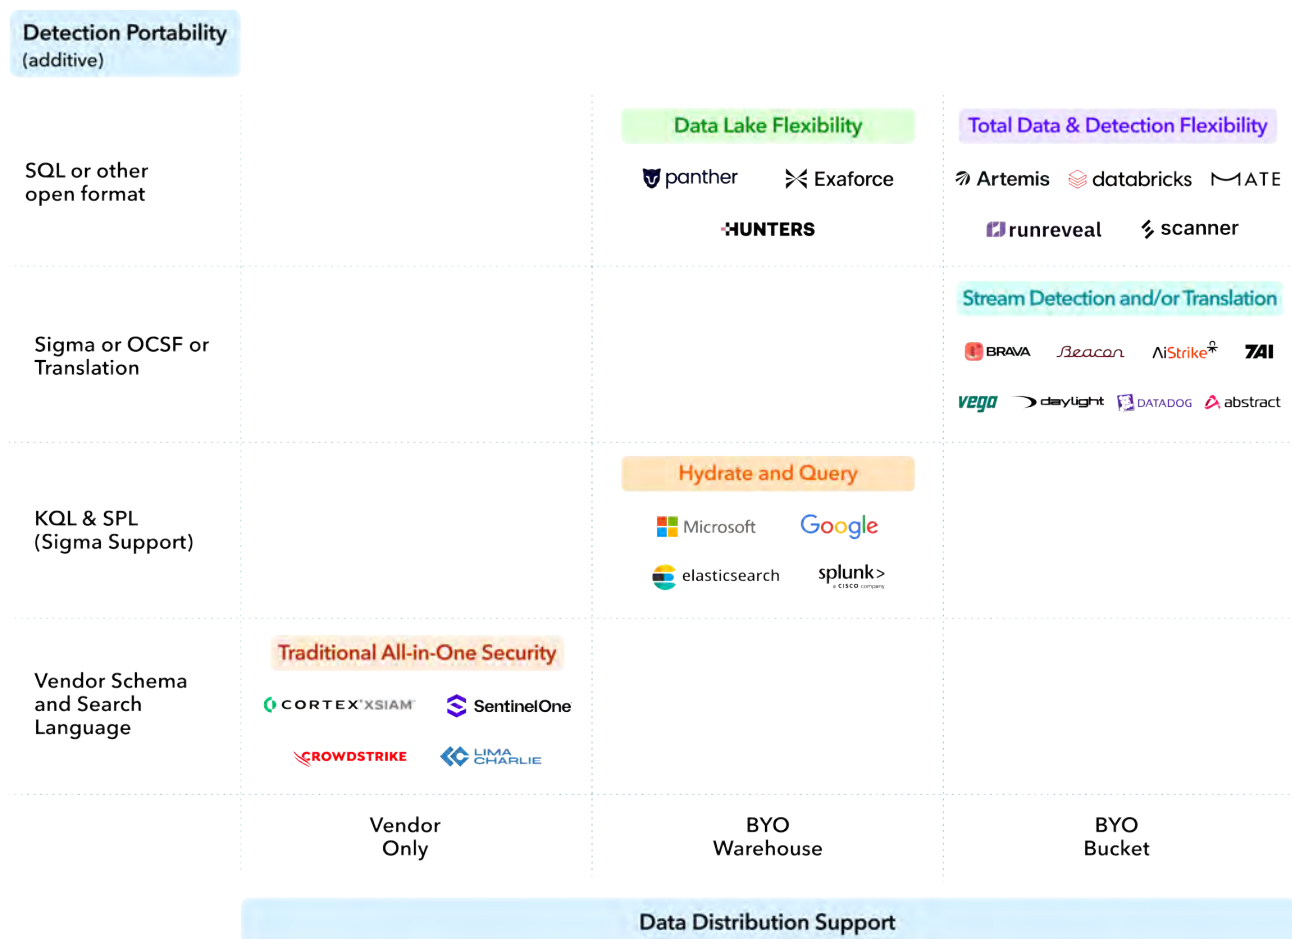 Detection Portability
(additive)
Data Lake Flexibility
Total Data & Detection Flexibility
SQL or other
open format
panther
Exaforce
Artemis
databricks
MATE
HUNTERS
runreveal
scanner
Stream Detection and/or Translation
Sigma or OCSF or
Translation
BRAVA
Beacon
AiStrike
7AI
vega
daylight
DATADOG
abstract
Hydrate and Query
KQL & SPL
(Sigma Support)
Microsoft
Google
elasticsearch
splunk>
a CISCO company
Traditional All-in-One Security
Vendor Schema
and Search
Language
CORTEX XSIAM
SentinelOne
CROWDSTRIKE
LIMA
CHARLIE
Vendor
Only
BYO
Warehouse
BYO
Bucket
Data Distribution Support